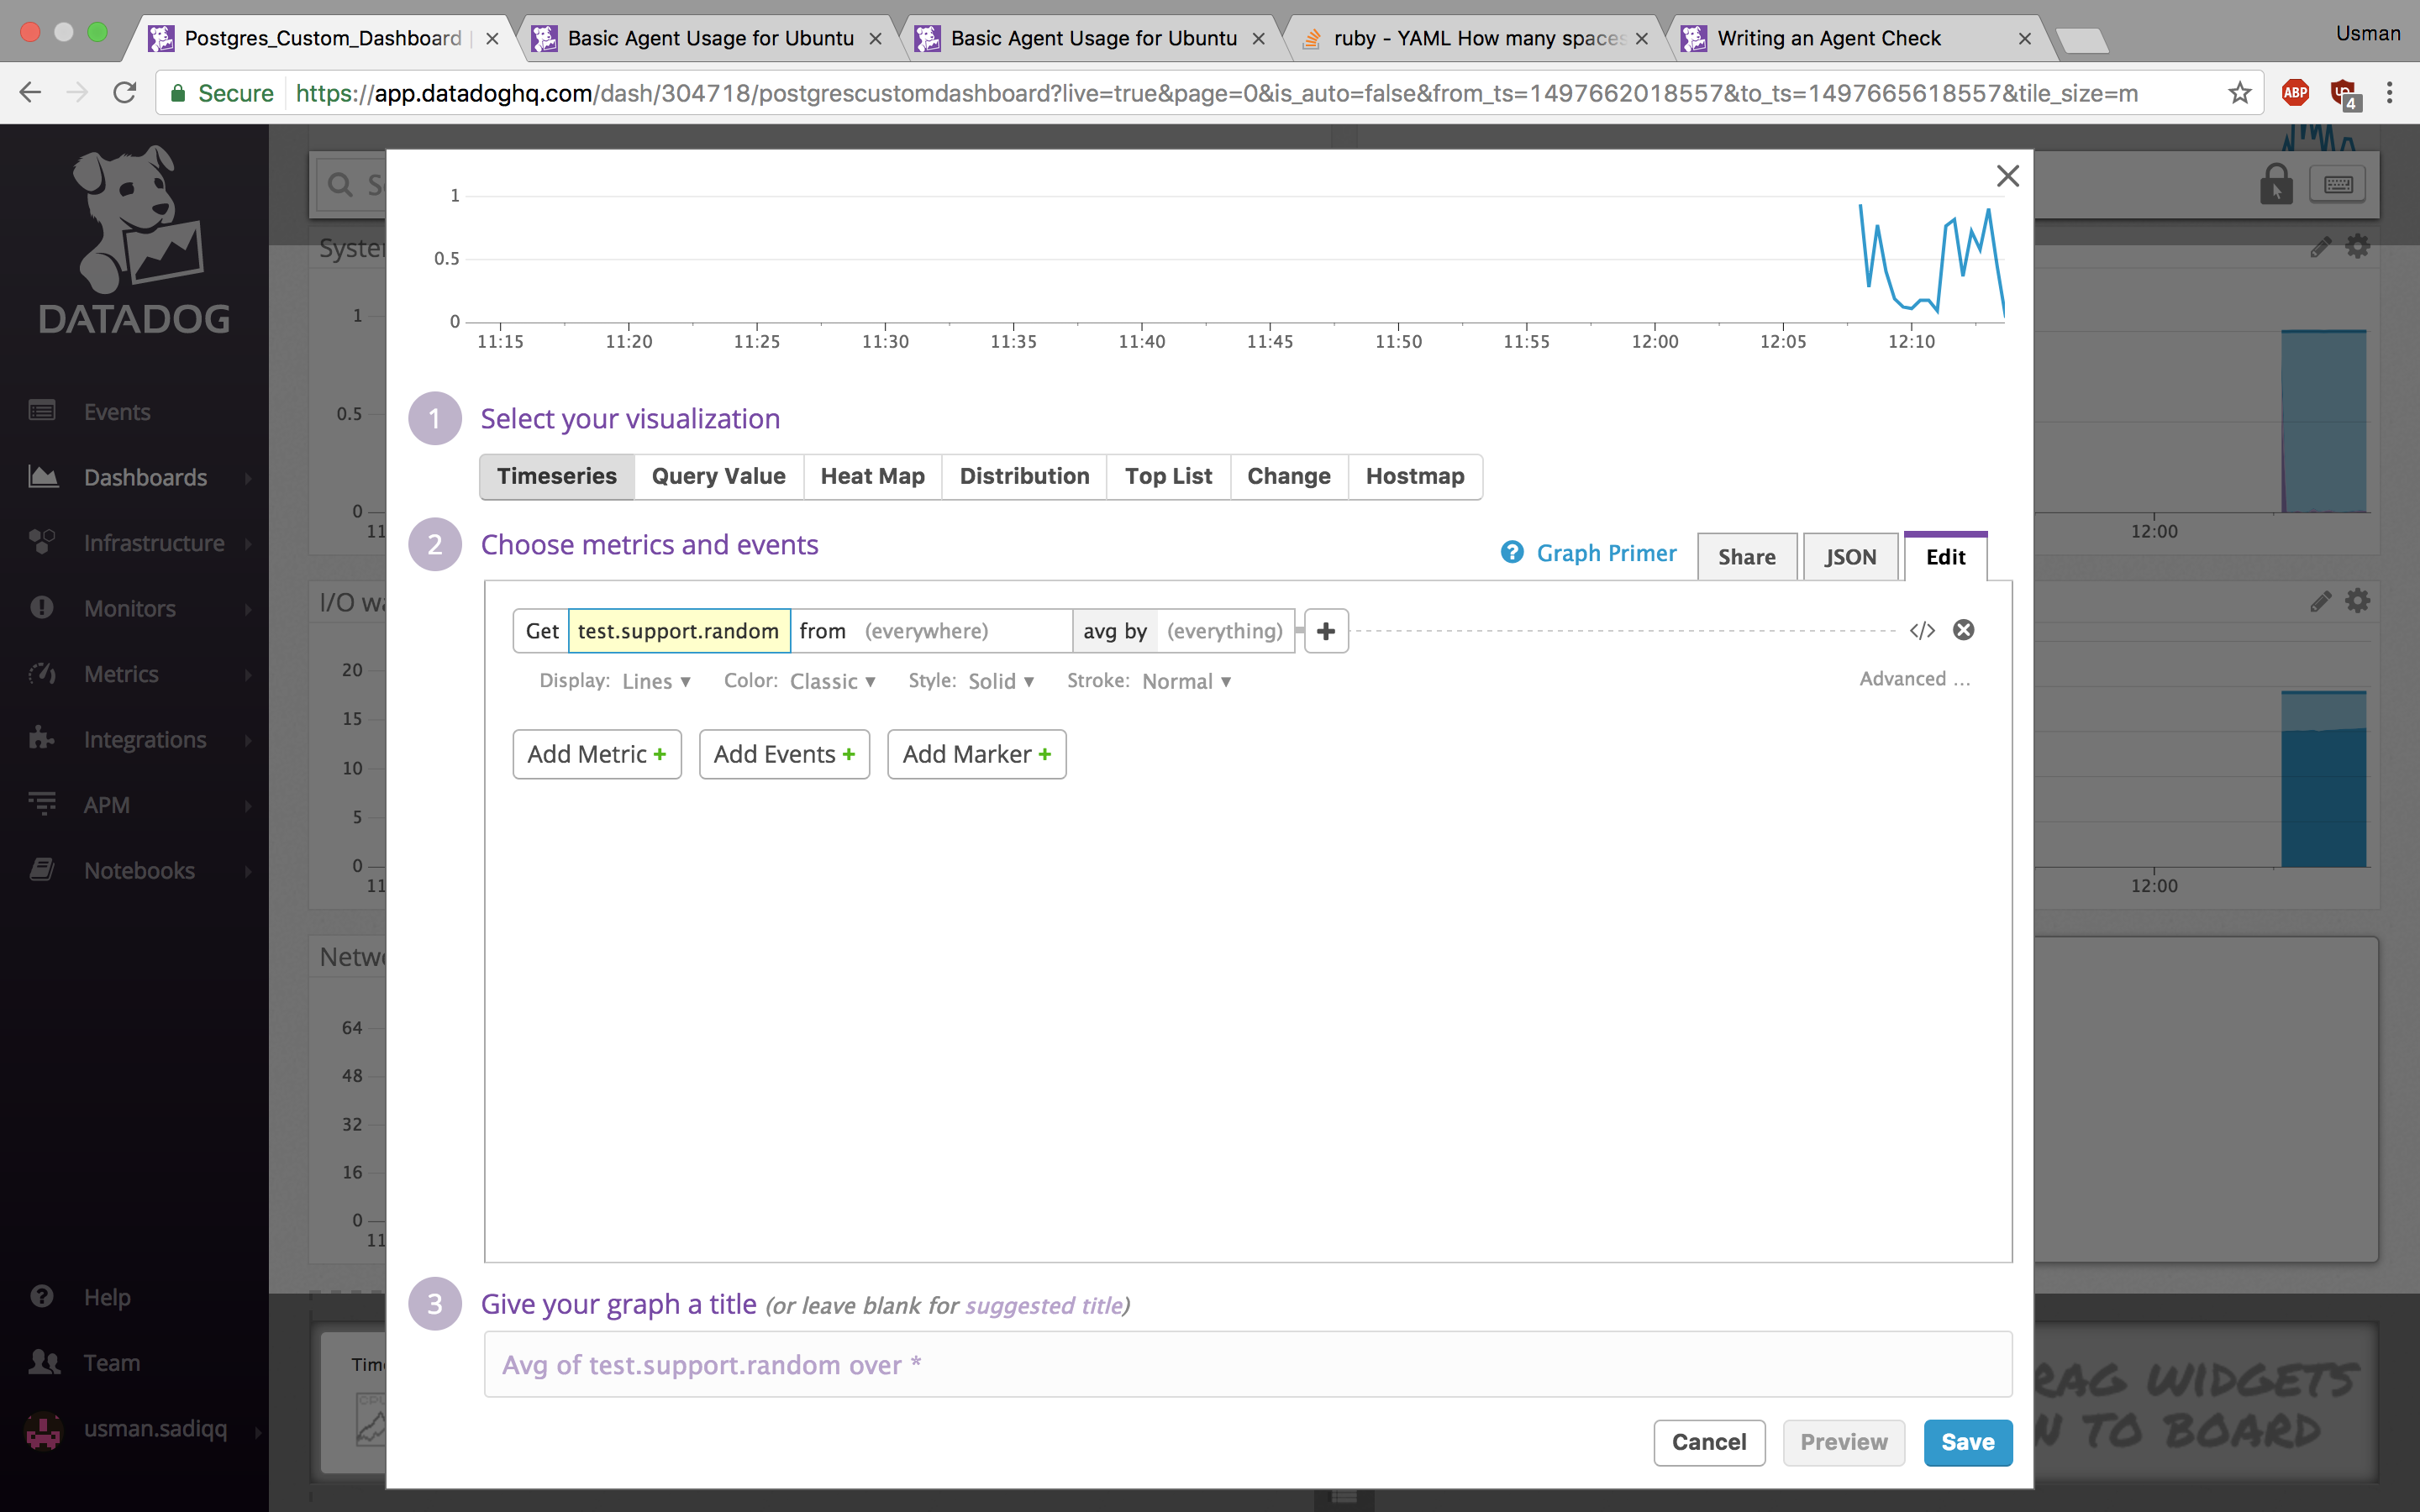 Postgres_Custom_Dashboard
Basic Agent Usage for Ubuntu
Basic Agent Usage for Ubuntu
ruby - YAML How many spaces
Writing an Agent Check
Usman
Secure
https://app.datadoghq.com/dash/304718/postgrescustomdashboard?live=true&page=0&is_auto=false&from_ts=1497662018557&to_ts=1497665618557&tile_size=m
ABP
4
DATADOG
Events
Dashboards
Infrastructure
Monitors
Metrics
Integrations
APM
Notebooks
Help
Team
usman.sadiqq
1
0.5
0
20
15
10
5
0
64
48
32
16
0
12:00
12:00
1
0.5
0
11:15 11:20 11:25 11:30 11:35 11:40 11:45 11:50 11:55 12:00 12:05 12:10
1 Select your visualization
Timeseries Query Value Heat Map Distribution Top List Change Hostmap
2 Choose metrics and events
? Graph Primer Share JSON Edit
Get test.support.random from (everywhere) avg by (everything) + </>
Display: Lines ▾ Color: Classic ▾ Style: Solid ▾ Stroke: Normal ▾ Advanced ...
Add Metric + Add Events + Add Marker +
3 Give your graph a title (or leave blank for suggested title)
Avg of test.support.random over *
Cancel Preview Save
WIDGETS
TO BOARD